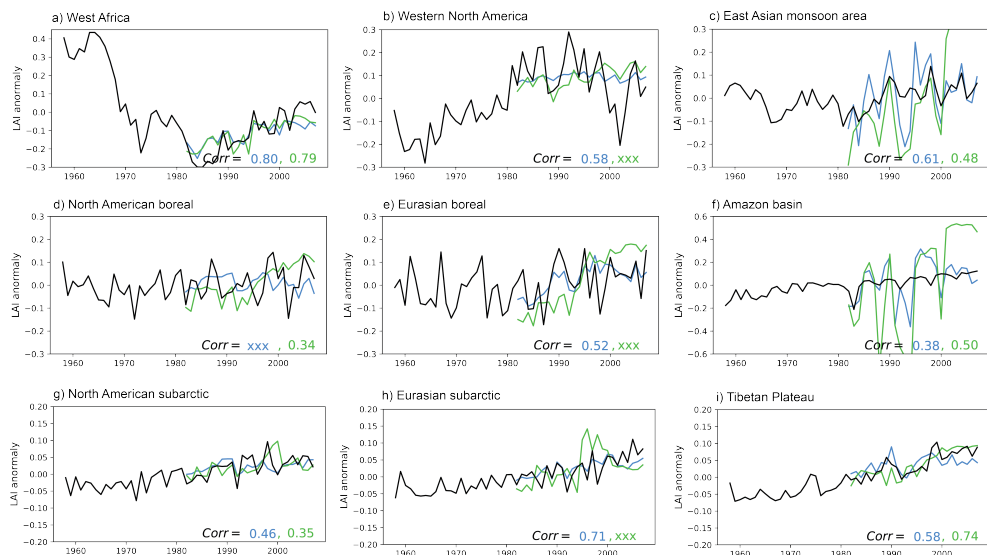 a) West Africa
b) Western North America
c) East Asian monsoon area
LAI anormaly
0.4
0.3
0.2
0.1
0.0
−0.1
−0.2
−0.3
1960 1970 1980 1990 2000
Corr = 0.80, 0.79
LAI anormaly
0.3
0.2
0.1
0.0
−0.1
−0.2
−0.3
1960 1970 1980 1990 2000
Corr = 0.58, xxx
LAI anormaly
0.3
0.2
0.1
0.0
−0.1
−0.2
−0.3
1960 1970 1980 1990 2000
Corr = 0.61, 0.48
d) North American boreal
e) Eurasian boreal
f) Amazon basin
LAI anormaly
0.3
0.2
0.1
0.0
−0.1
−0.2
−0.3
1960 1970 1980 1990 2000
Corr = xxx , 0.34
LAI anormaly
0.3
0.2
0.1
0.0
−0.1
−0.2
−0.3
1960 1970 1980 1990 2000
Corr = 0.52, xxx
LAI anormaly
0.6
0.4
0.2
0.0
−0.2
−0.4
−0.6
1960 1970 1980 1990 2000
Corr = 0.38, 0.50
g) North American subarctic
h) Eurasian subarctic
i) Tibetan Plateau
LAI anormaly
0.20
0.15
0.10
0.05
0.00
−0.05
−0.10
−0.15
−0.20
1960 1970 1980 1990 2000
Corr = 0.46, 0.35
LAI anormaly
0.20
0.15
0.10
0.05
0.00
−0.05
−0.10
−0.15
−0.20
1960 1970 1980 1990 2000
Corr = 0.71, xxx
LAI anormaly
0.20
0.15
0.10
0.05
0.00
−0.05
−0.10
−0.15
−0.20
1960 1970 1980 1990 2000
Corr = 0.58, 0.74